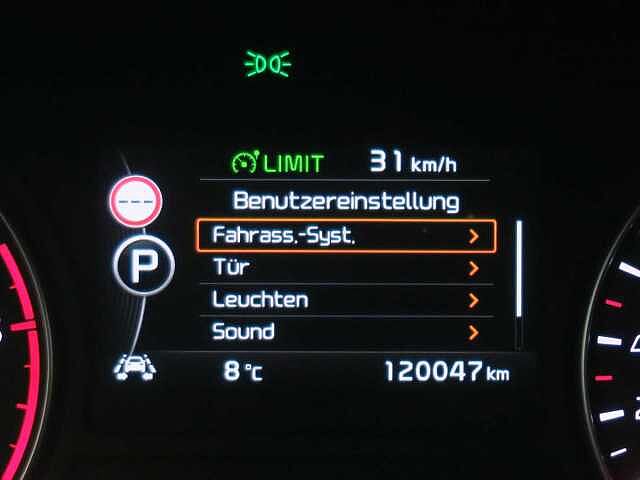 LIMIT 31 km/h
---
Benutzereinstellung
Fahrass.-Syst.
P
Tür
Leuchten
Sound
8 °C 120047 km